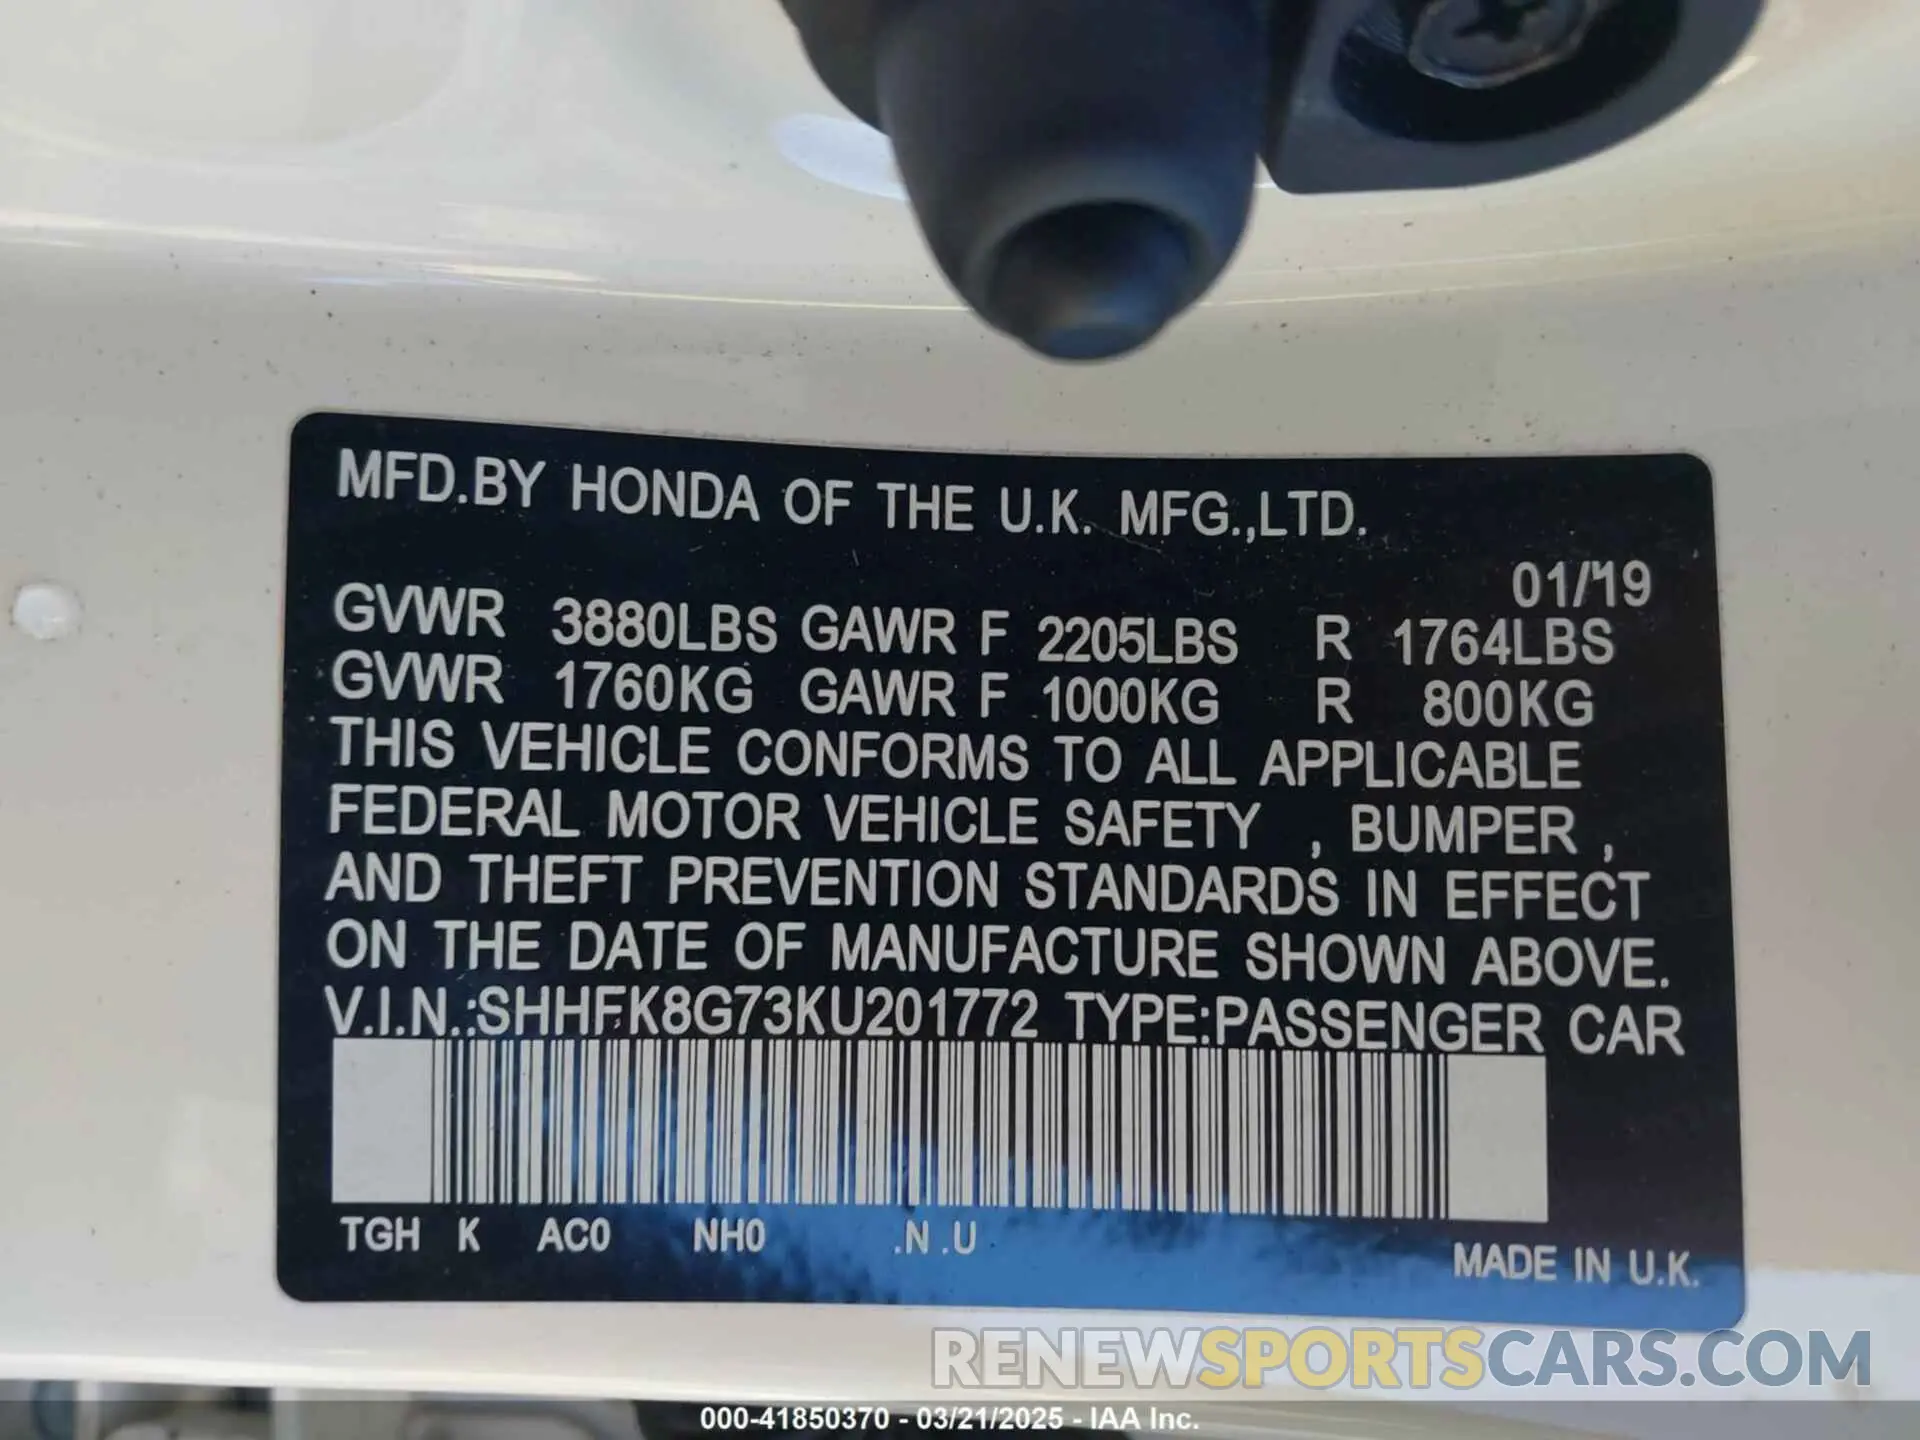 MFD.BY HONDA OF THE U.K. MFG.,LTD.
01/19
GVWR 3880LBS GAWR F 2205LBS R 1764LBS
GVWR 1760KG GAWR F 1000KG R 800KG
THIS VEHICLE CONFORMS TO ALL APPLICABLE
FEDERAL MOTOR VEHICLE SAFETY , BUMPER ,
AND THEFT PREVENTION STANDARDS IN EFFECT
ON THE DATE OF MANUFACTURE SHOWN ABOVE.
V.I.N.:SHHFK8G73KU201772 TYPE:PASSENGER CAR
TGH K AC0 NH0 .N .U
MADE IN U.K.
RENEWSPORTSCARS.COM
000-41850370 - 03/21/2025 - IAA Inc.